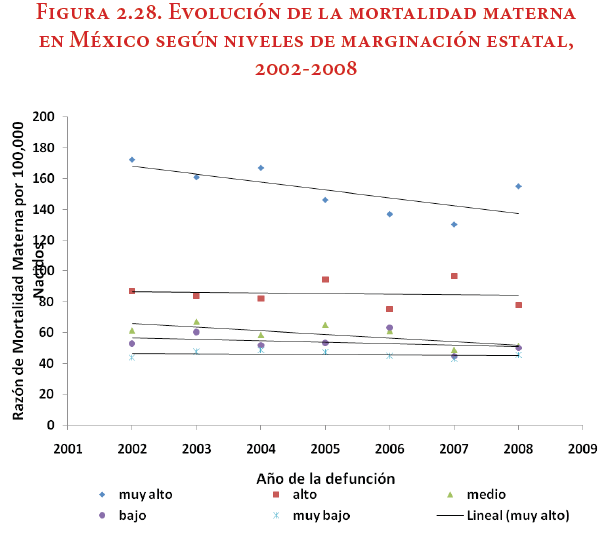 Figura 2.28. Evolución de la mortalidad materna
en México según niveles de marginación estatal,
2002-2008
Razón de Mortalidad Materna por 100,000
Nacidos
200
180
160
140
120
100
80
60
40
20
0
2001 2002 2003 2004 2005 2006 2007 2008 2009
Año de la defunción
muy alto alto medio
bajo muy bajo Lineal (muy alto)